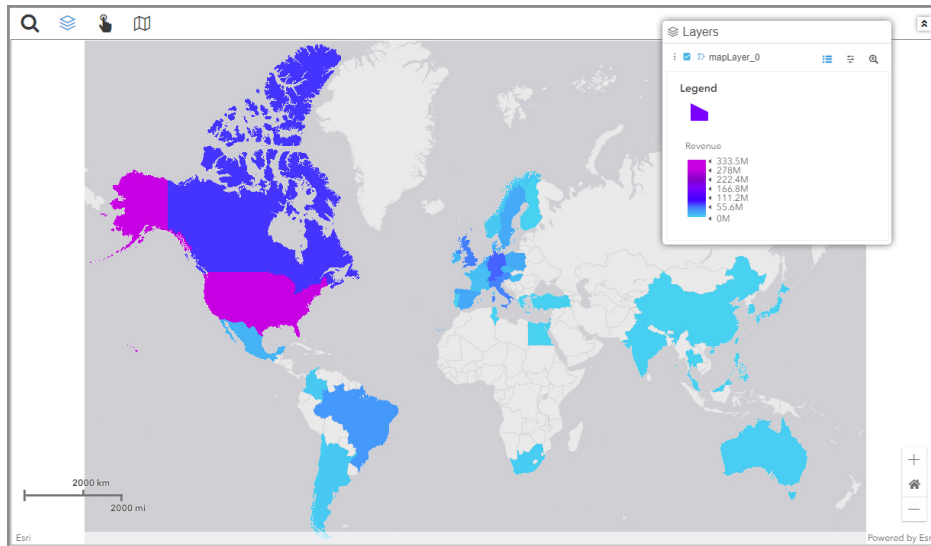 Layers
mapLayer_0
Legend
Revenue
333.5M
278M
222.4M
166.8M
111.2M
55.6M
0M
2000 km
2000 mi
Esri
Powered by Esri